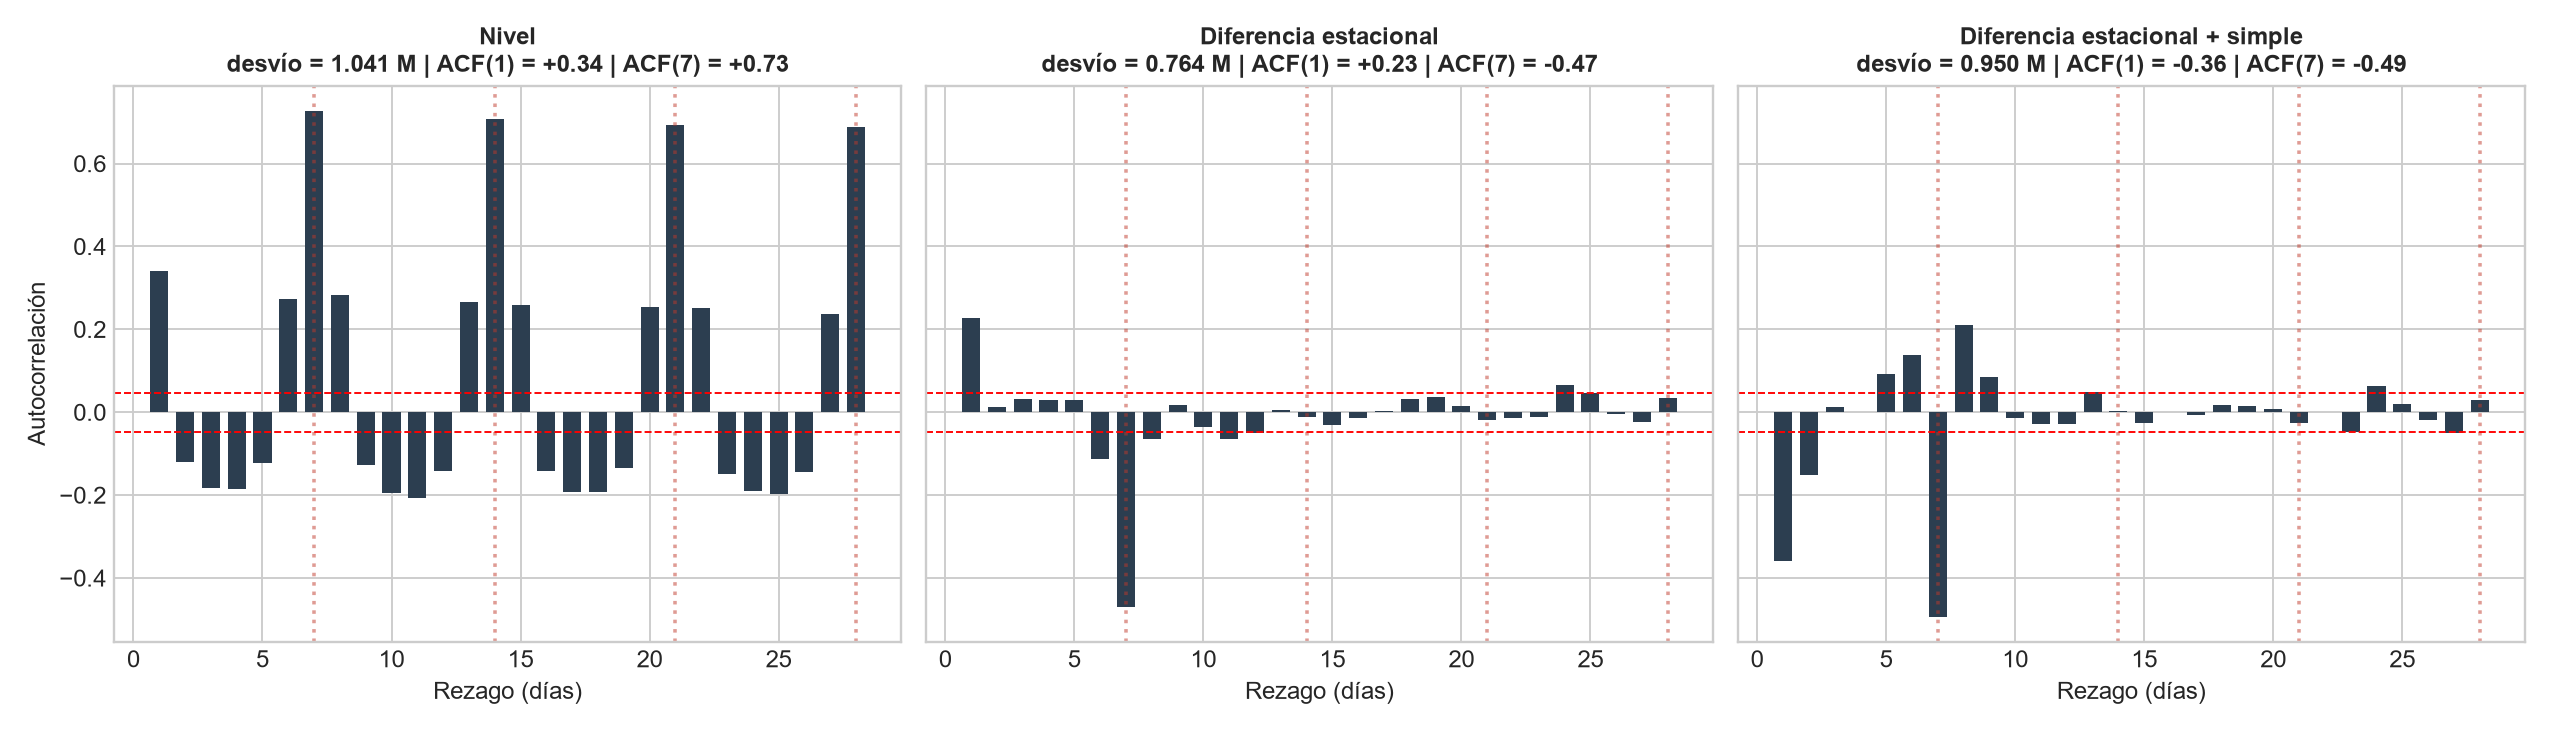 Nivel
desvío = 1.041 M | ACF(1) = +0.34 | ACF(7) = +0.73
Diferencia estacional
desvío = 0.764 M | ACF(1) = +0.23 | ACF(7) = -0.47
Diferencia estacional + simple
desvío = 0.950 M | ACF(1) = -0.36 | ACF(7) = -0.49
Autocorrelación
0.6
0.4
0.2
0.0
−0.2
−0.4
0 5 10 15 20 25
0 5 10 15 20 25
0 5 10 15 20 25
Rezago (días)
Rezago (días)
Rezago (días)